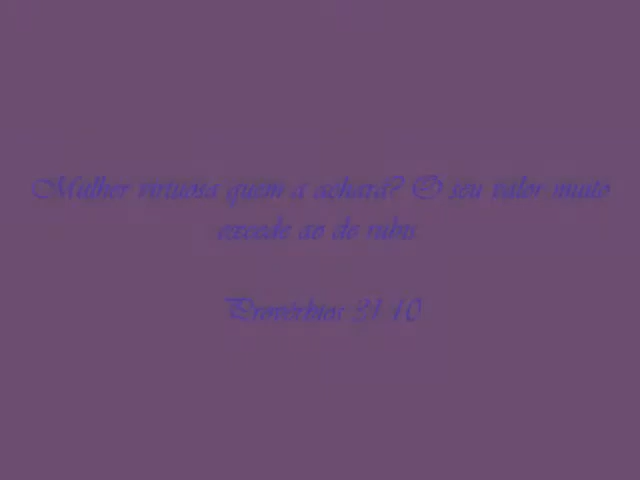 Mulher virtuosa quem a achará? O seu valor muito
excede ao de rubis.
Provérbios 31:10